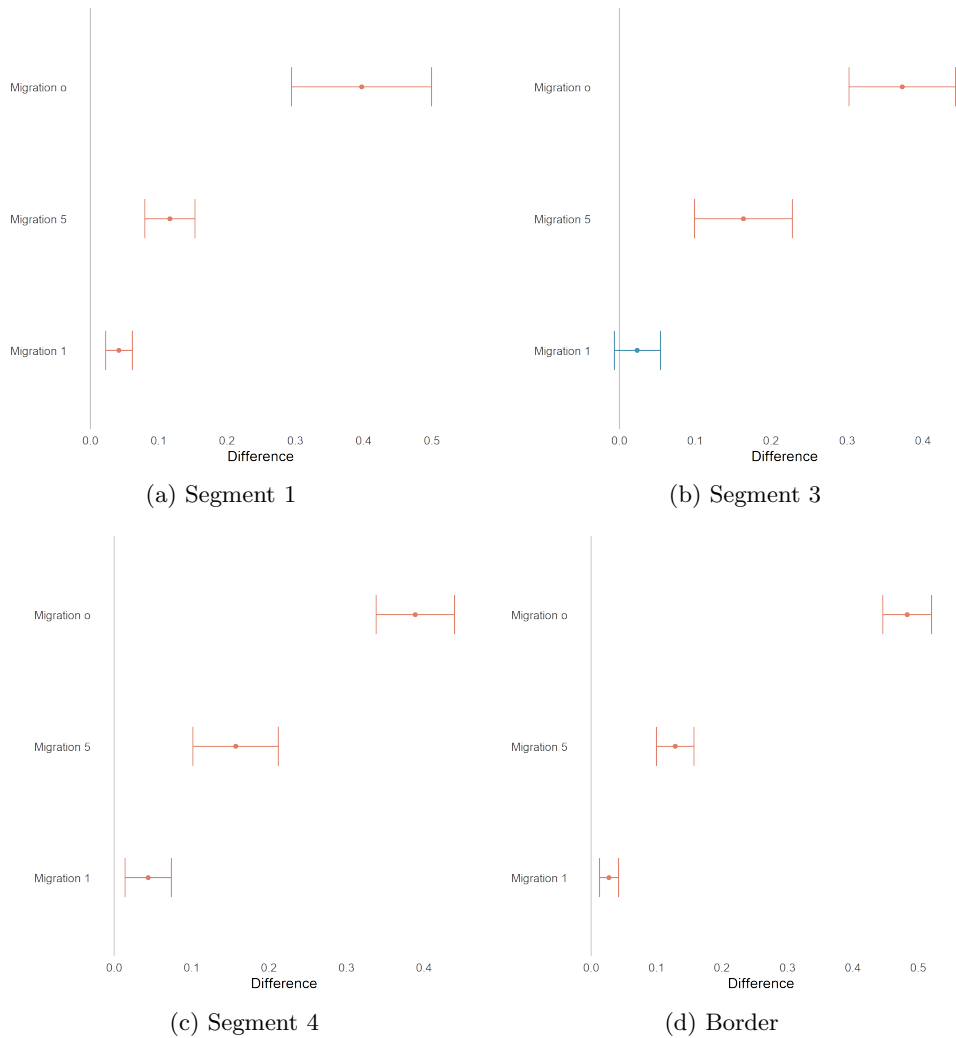 Migration o
Migration 5
Migration 1
0.0 0.1 0.2 0.3 0.4 0.5
Difference
(a) Segment 1
Migration o
Migration 5
Migration 1
0.0 0.1 0.2 0.3 0.4
Difference
(b) Segment 3
Migration o
Migration 5
Migration 1
0.0 0.1 0.2 0.3 0.4
Difference
(c) Segment 4
Migration o
Migration 5
Migration 1
0.0 0.1 0.2 0.3 0.4 0.5
Difference
(d) Border